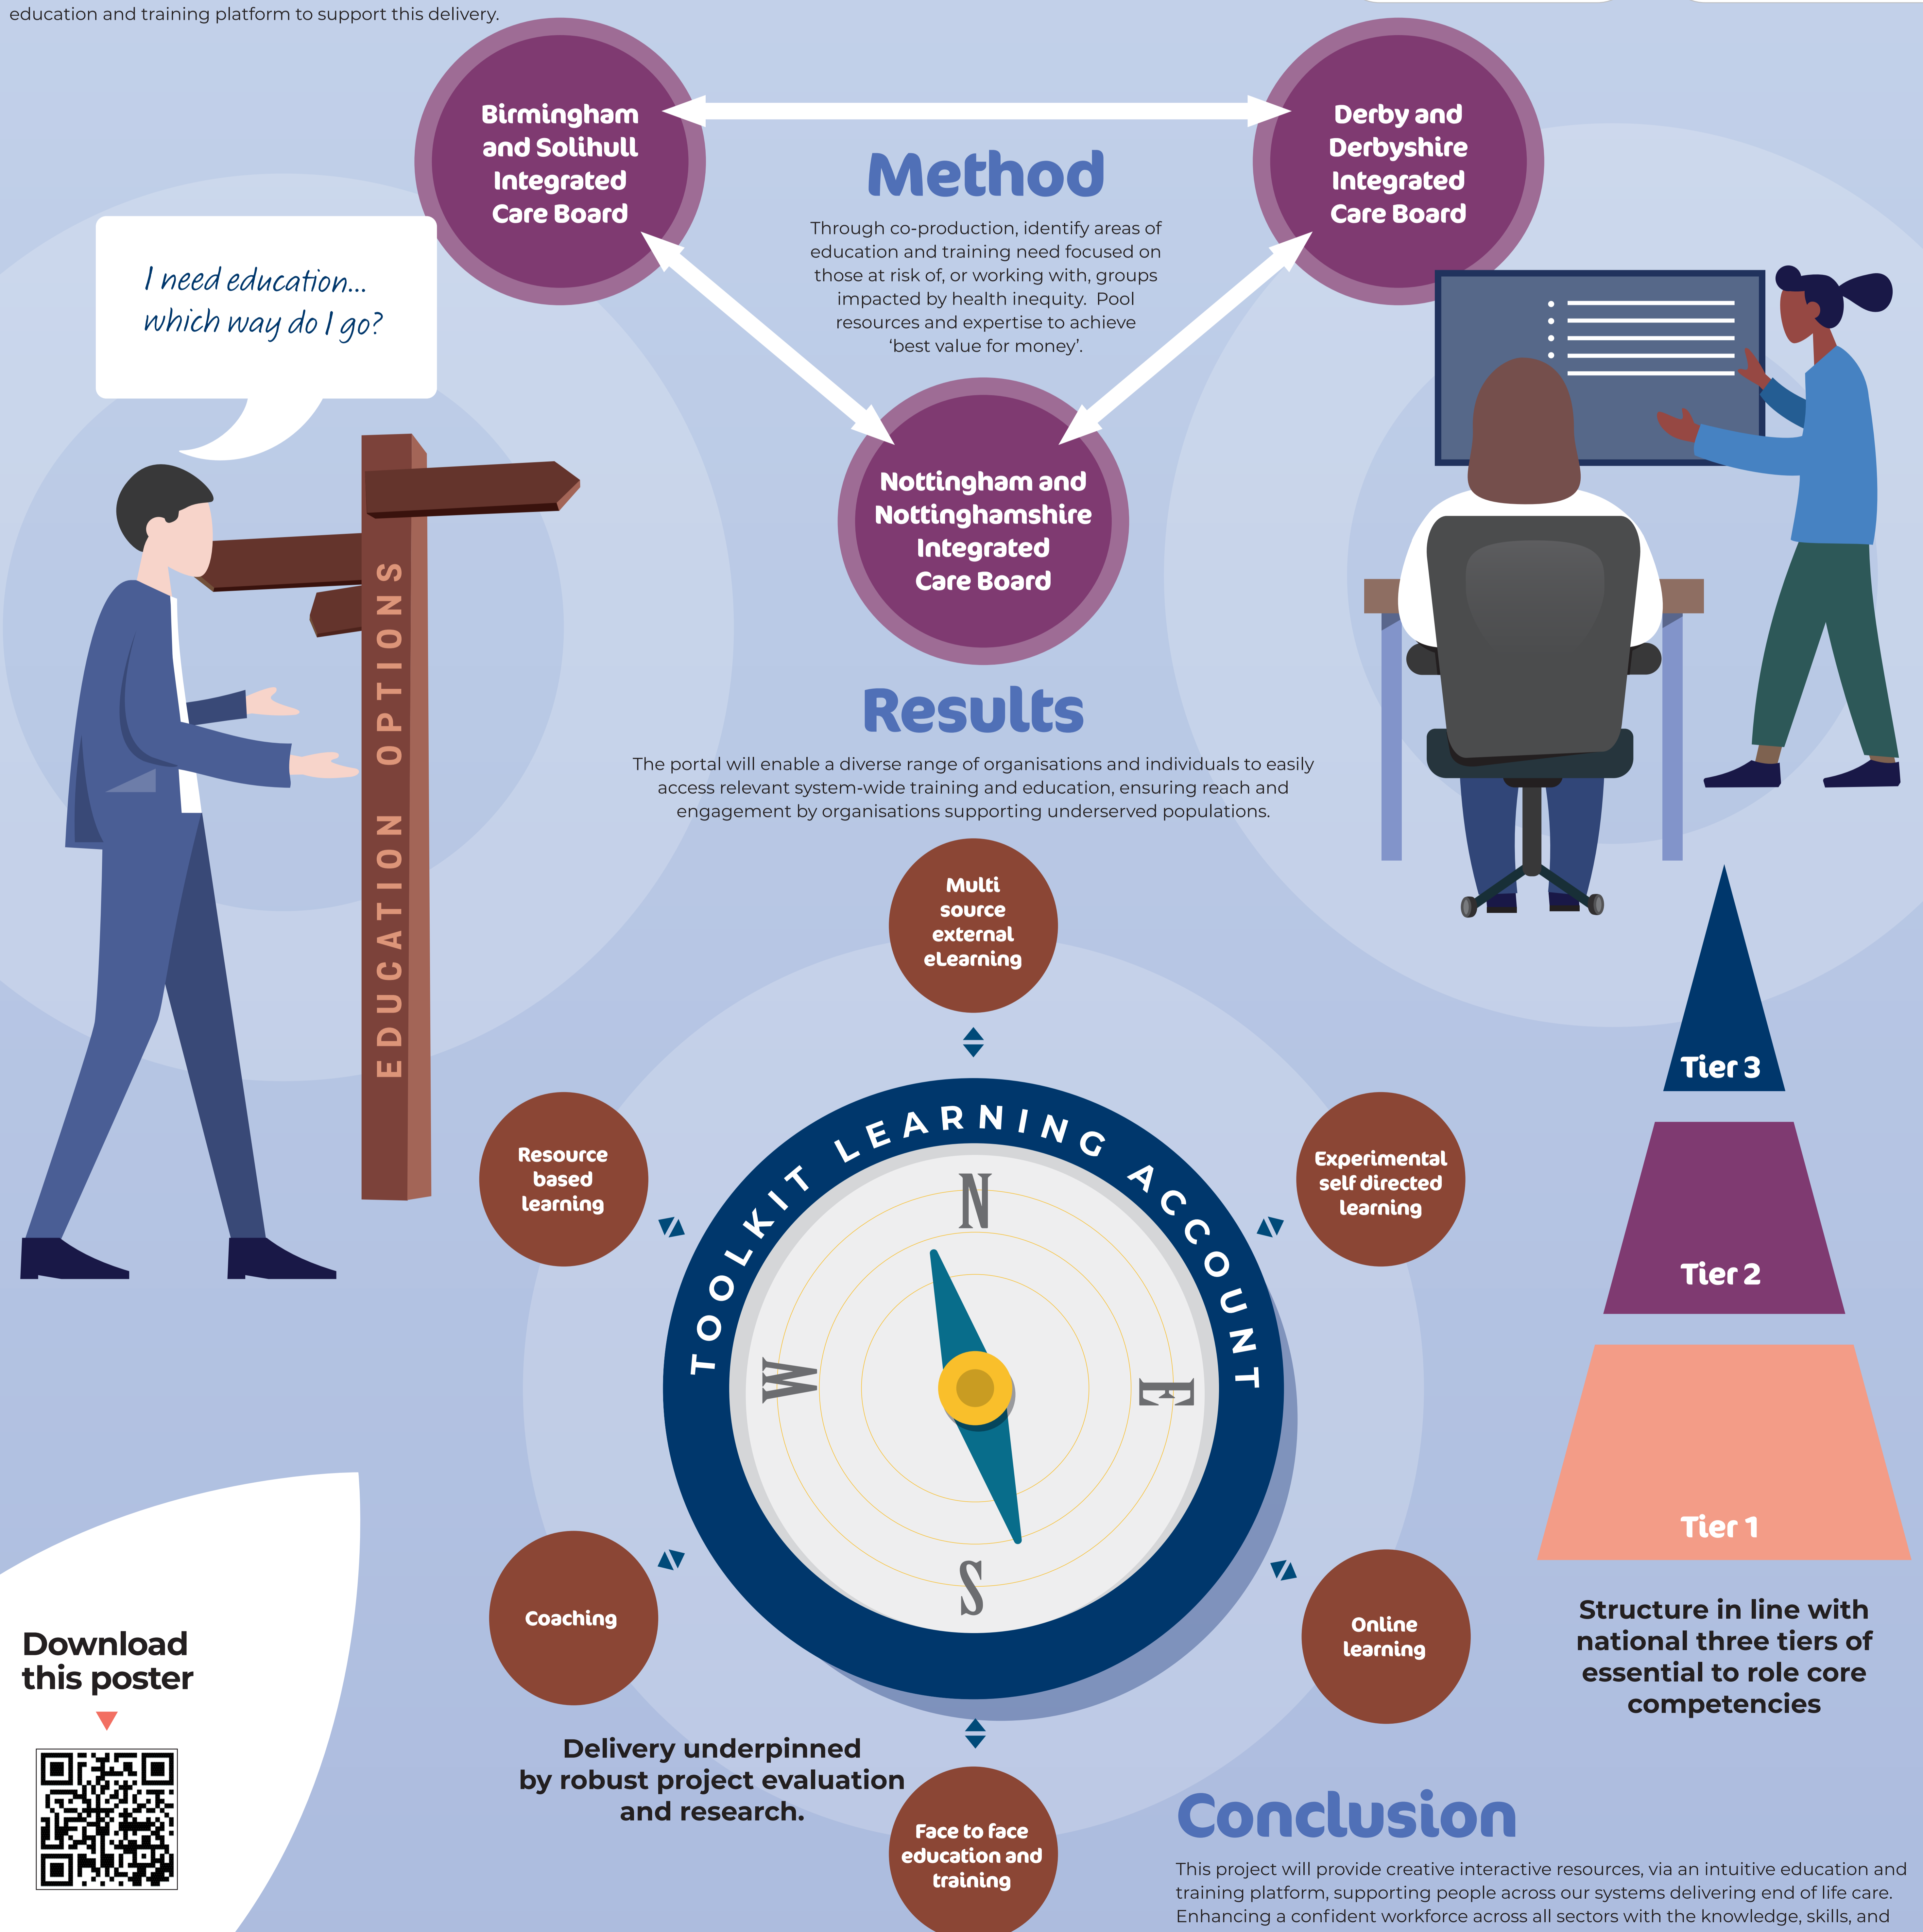 education and training platform to support this delivery.
Birmingham
and Solihull
Integrated
Care Board
Derby and
Derbyshire
Integrated
Care Board
Method
Through co-production, identify areas of
education and training need focused on
those at risk of, or working with, groups
impacted by health inequity.  Pool
resources and expertise to achieve
‘best value for money’.
I need education...
which way do I go?
Nottingham and
Nottinghamshire
Integrated
Care Board
EDUCATION OPTIONS
Results
The portal will enable a diverse range of organisations and individuals to easily
access relevant system-wide training and education, ensuring reach and
engagement by organisations supporting underserved populations.
Multi
source
external
eLearning
Resource
based
learning
Experimental
self directed
learning
TOOLKIT LEARNING ACCOUNT
N
W
E
S
Coaching
Online
learning
Face to face
education and
training
Delivery underpinned
by robust project evaluation
and research.
Tier 3
Tier 2
Tier 1
Structure in line with
national three tiers of
essential to role core
competencies
Download
this poster
Conclusion
This project will provide creative interactive resources, via an intuitive education and
training platform, supporting people across our systems delivering end of life care.
Enhancing a confident workforce across all sectors with the knowledge, skills, and